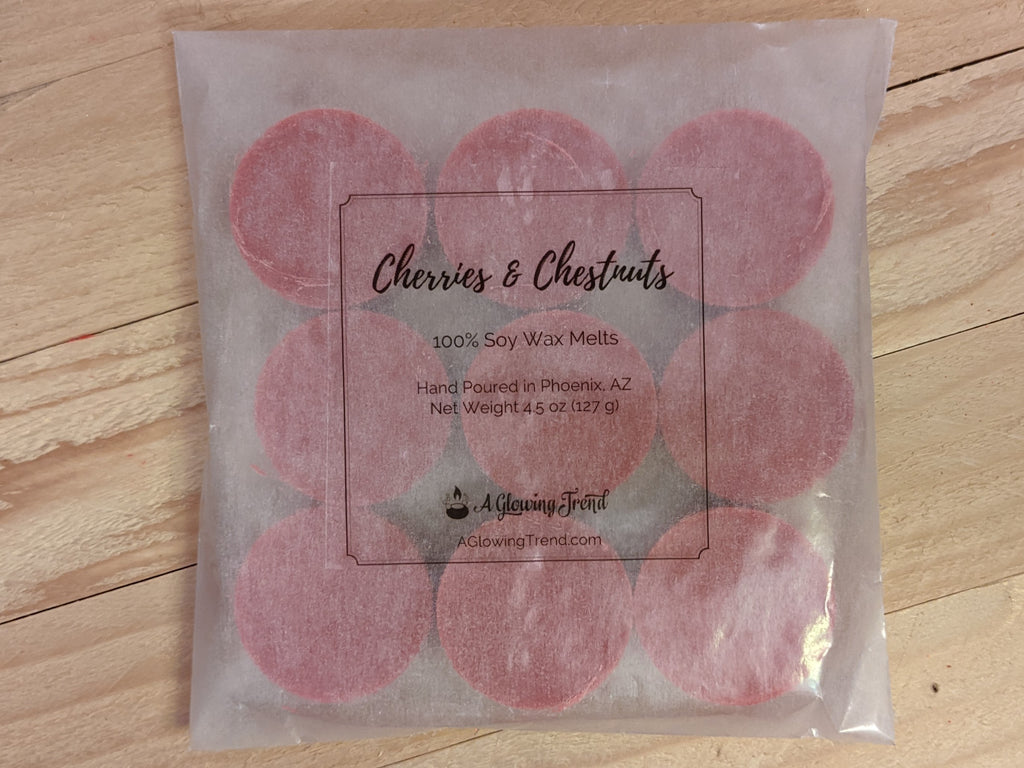 Cherries & Chestnuts
100% Soy Wax Melts
Hand Poured in Phoenix, AZ
Net Weight 4.5 oz (127 g)
A Glowing Trend
AGlowingTrend.com